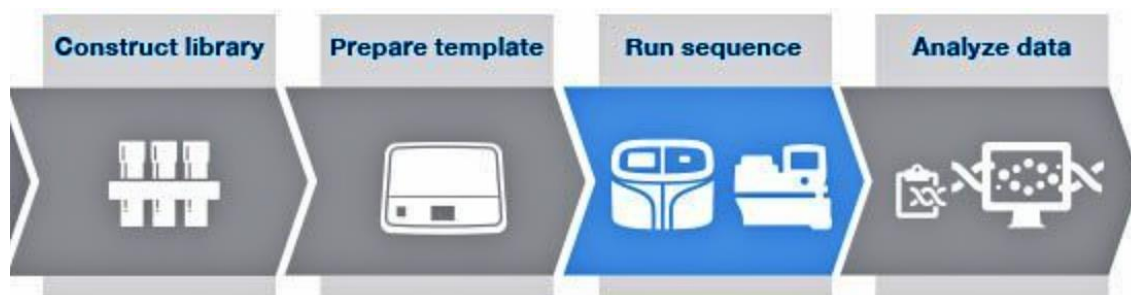 Construct library
Prepare template
Run sequence
Analyze data